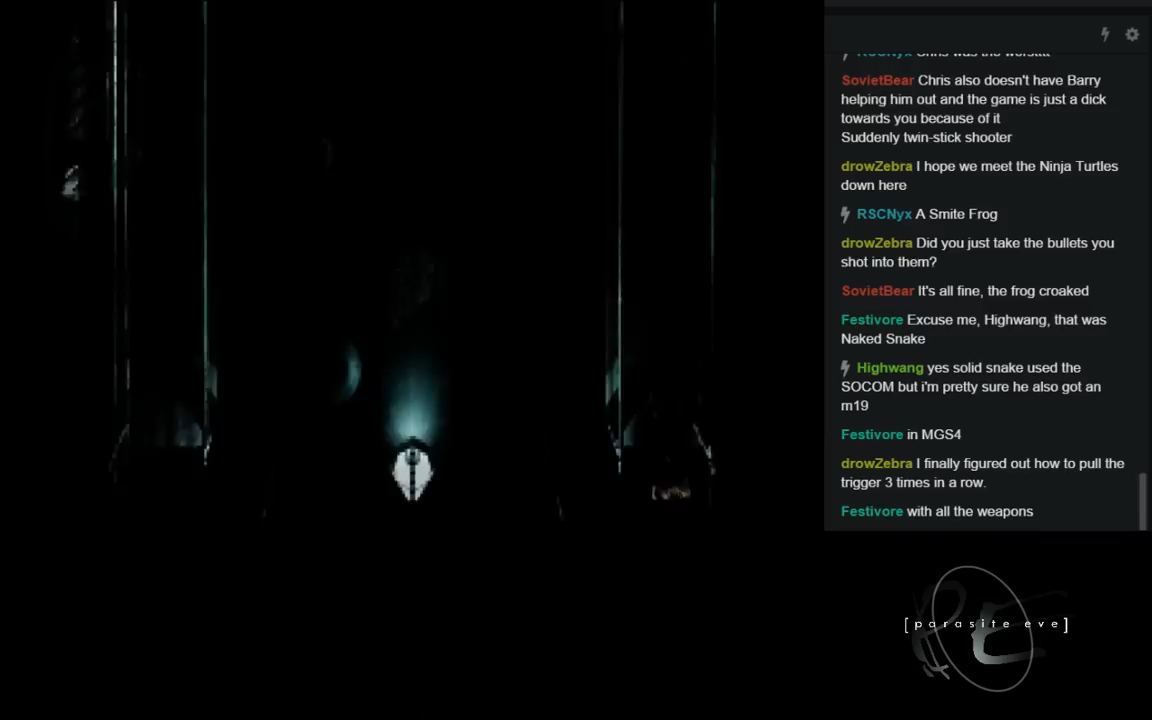 SovietBear Chris also doesn't have Barry
helping him out and the game is just a dick
towards you because of it
Suddenly twin-stick shooter
drowZebra I hope we meet the Ninja Turtles
down here
RSCNyx A Smite Frog
drowZebra Did you just take the bullets you
shot into them?
SovietBear It's all fine, the frog croaked
Festivore Excuse me, Highwang, that was
Naked Snake
Highwang yes solid snake used the
SOCOM but i'm pretty sure he also got an
m19
Festivore in MGS4
drowZebra I finally figured out how to pull the
trigger 3 times in a row.
Festivore with all the weapons
PE
[parasite eve]